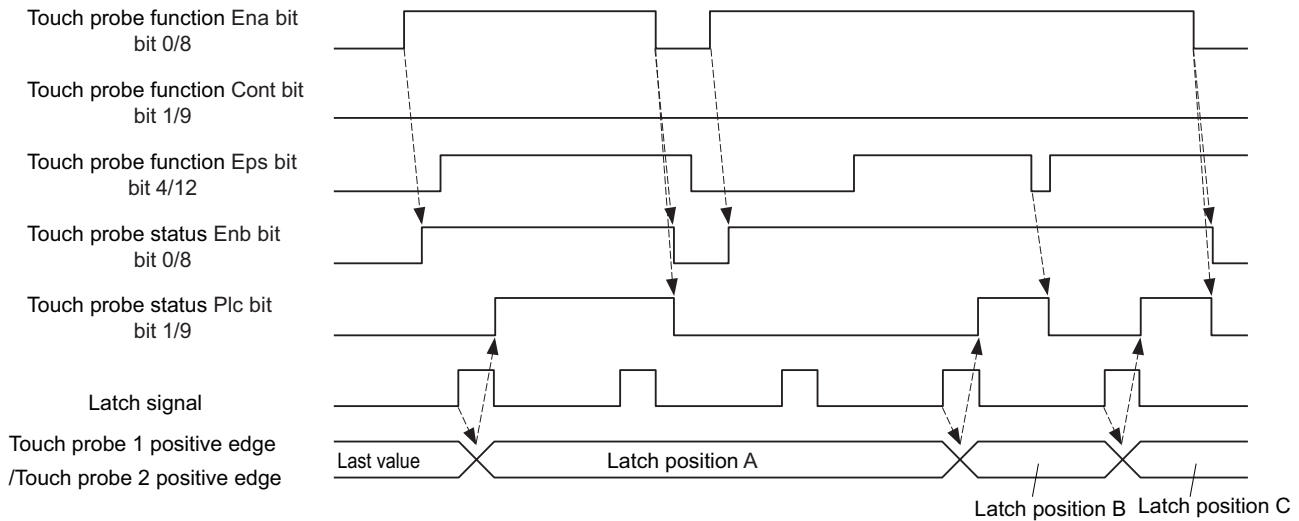 Touch probe function Ena bit
bit 0/8
Touch probe function Cont bit
bit 1/9
Touch probe function Eps bit
bit 4/12
Touch probe status Enb bit
bit 0/8
Touch probe status Plc bit
bit 1/9
Latch signal
Touch probe 1 positive edge
/Touch probe 2 positive edge
Last value
Latch position A
Latch position B
Latch position C